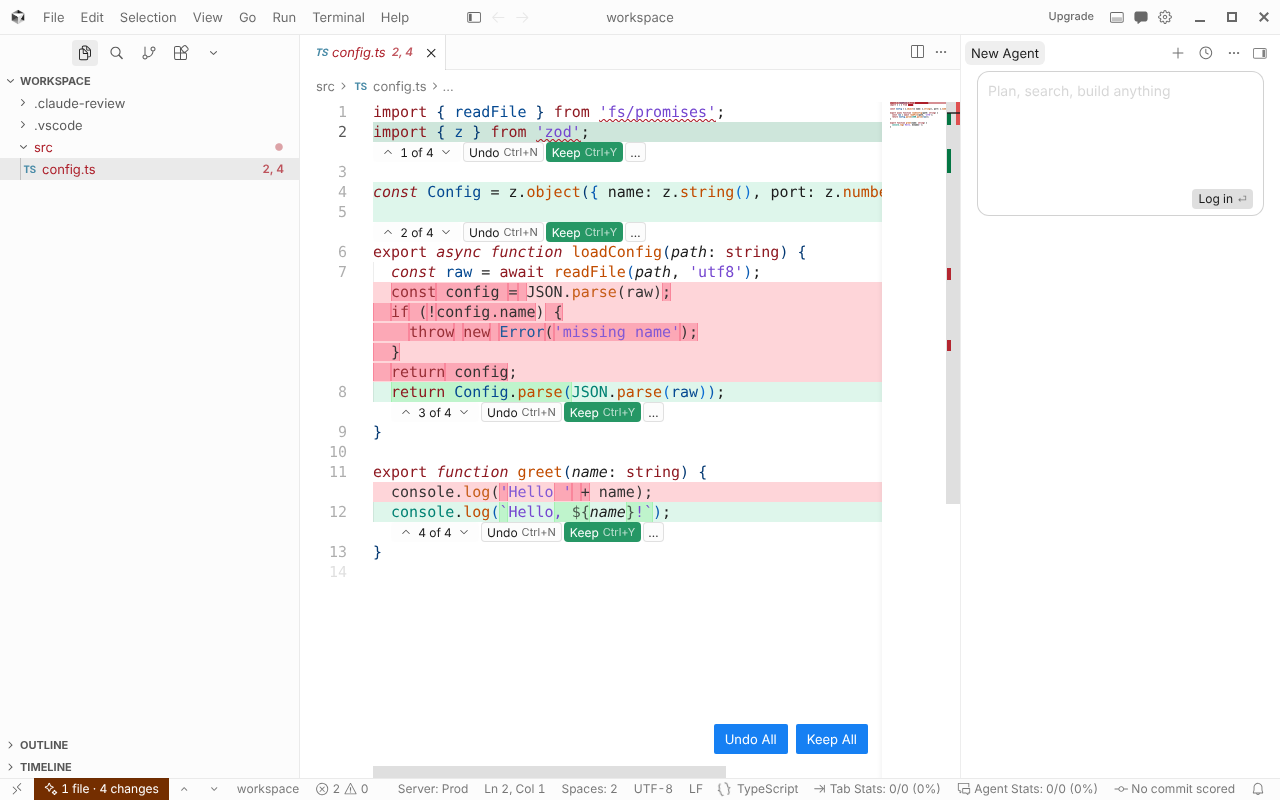 File Edit Selection View Go Run Terminal Help
workspace
Upgrade
WORKSPACE
.claude-review
.vscode
src
TS config.ts 2, 4
OUTLINE
TIMELINE
TS config.ts 2, 4
src > TS config.ts > ...
1 import { readFile } from 'fs/promises';
2 import { z } from 'zod';
1 of 4 Undo Ctrl+N Keep Ctrl+Y ...
3
4 const Config = z.object({ name: z.string(), port: z.numbe
5
2 of 4 Undo Ctrl+N Keep Ctrl+Y ...
6 export async function loadConfig(path: string) {
7 const raw = await readFile(path, 'utf8');
const config = JSON.parse(raw);
if (!config.name) {
throw new Error('missing name');
}
return config;
8 return Config.parse(JSON.parse(raw));
3 of 4 Undo Ctrl+N Keep Ctrl+Y ...
9 }
10
11 export function greet(name: string) {
console.log('Hello ' + name);
12 console.log(`Hello, ${name}!`);
4 of 4 Undo Ctrl+N Keep Ctrl+Y ...
13 }
14
Undo All Keep All
New Agent
Plan, search, build anything
Log in
1 file · 4 changes workspace 2 0 Server: Prod Ln 2, Col 1 Spaces: 2 UTF-8 LF {} TypeScript Tab Stats: 0/0 (0%) Agent Stats: 0/0 (0%) No commit scored